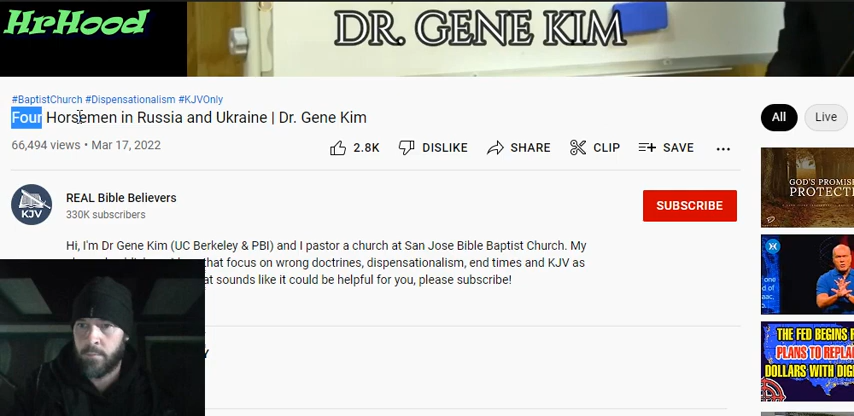 HrHood
DR. GENE KIM
#BaptistChurch #Dispensationalism #KJVOnly
Four Horsemen in Russia and Ukraine | Dr. Gene Kim
66,494 views • Mar 17, 2022
2.8K DISLIKE SHARE CLIP SAVE
All Live
KJV
REAL Bible Believers
330K subscribers
SUBSCRIBE
Hi, I'm Dr Gene Kim (UC Berkeley & PBI) and I pastor a church at San Jose Bible Baptist Church. My
that focus on wrong doctrines, dispensationalism, end times and KJV as
at sounds like it could be helpful for you, please subscribe!
Y
GOD'S PROMIS
PROTECTI
THE FED BEGINS
PLANS TO REPLA
DOLLARS WITH DIG